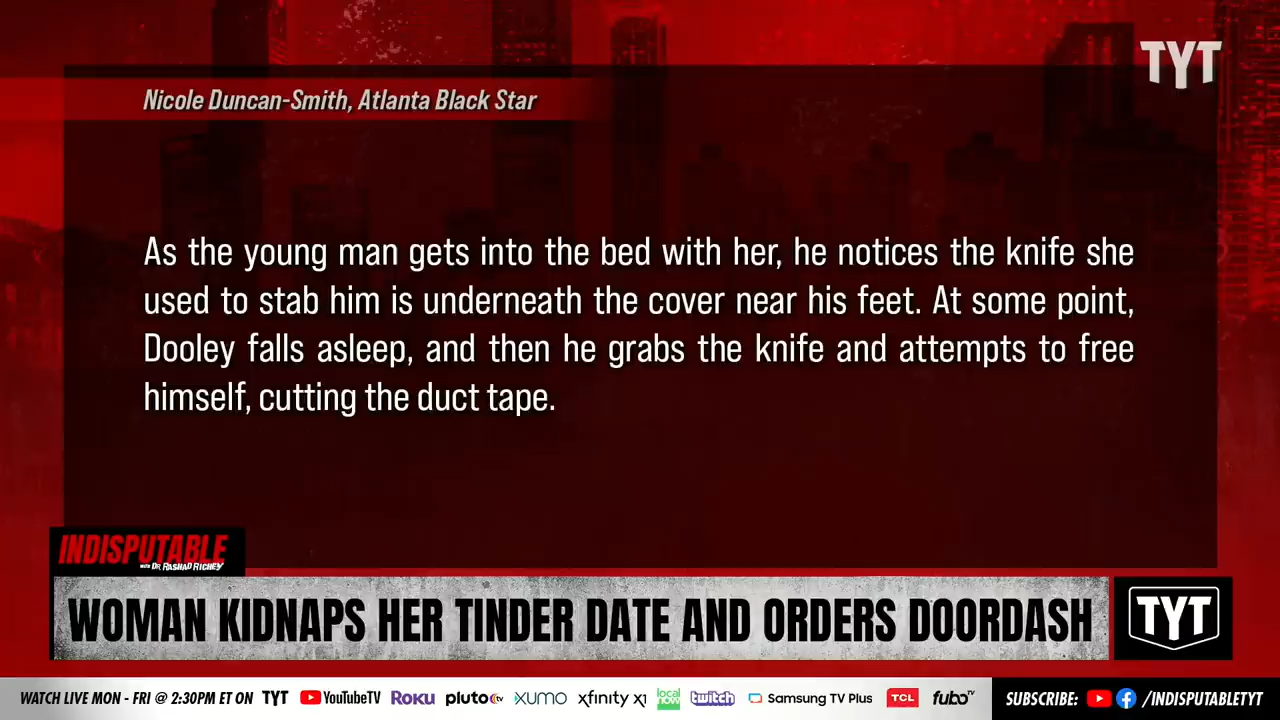 TYT
Nicole Duncan-Smith, Atlanta Black Star
As the young man gets into the bed with her, he notices the knife she
used to stab him is underneath the cover near his feet. At some point,
Dooley falls asleep, and then he grabs the knife and attempts to free
himself, cutting the duct tape.
INDISPUTABLE
WITH DR. RASHAD RICHEY
WOMAN KIDNAPS HER TINDER DATE AND ORDERS DOORDASH
TYT
WATCH LIVE MON - FRI @ 2:30PM ET ON TYT YouTubeTV ROKU pluto tv XUMO xfinity X1 local now twitch SAMSUNG TV Plus TCL fubo TV SUBSCRIBE: /INDISPUTABLETYT